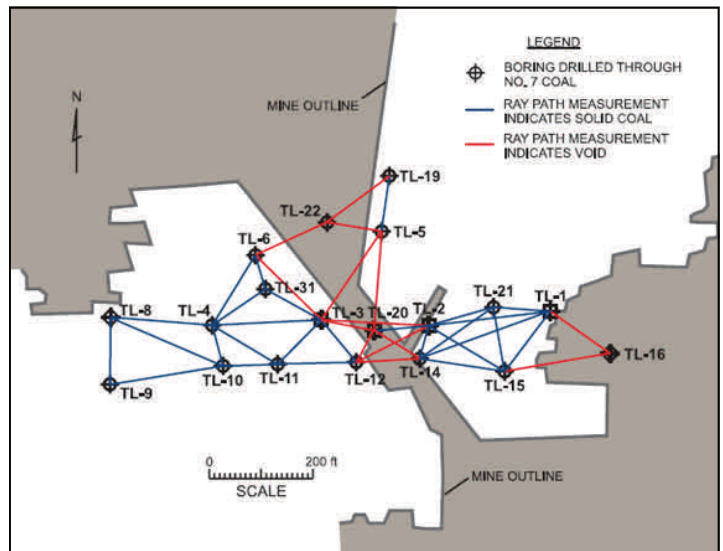 LEGEND
BORING DRILLED THROUGH
NO. 7 COAL
RAY PATH MEASUREMENT
INDICATES SOLID COAL
RAY PATH MEASUREMENT
INDICATES VOID
N
MINE OUTLINE
TL-19
TL-22
TL-5
TL-6
TL-31
TL-8
TL-4
TL-3
TL-20
TL-2
TL-21
TL-1
TL-16
TL-9
TL-10
TL-11
TL-12
TL-14
TL-15
0
200 ft
SCALE
MINE OUTLINE